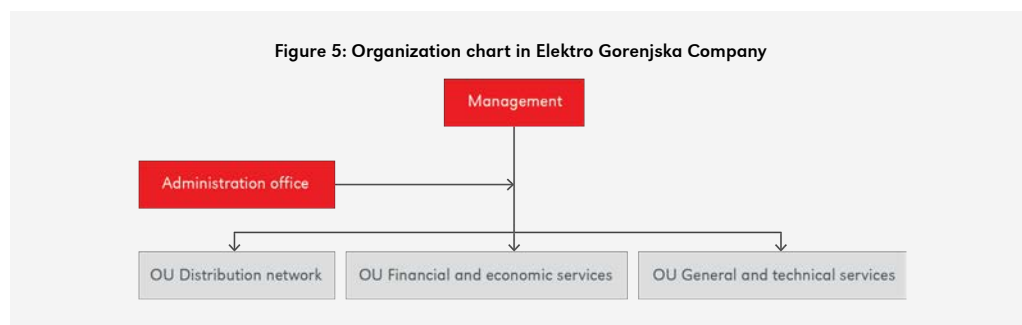 Figure 5: Organization chart in Elektro Gorenjska Company
Management
Administration office
OU Distribution network
OU Financial and economic services
OU General and technical services